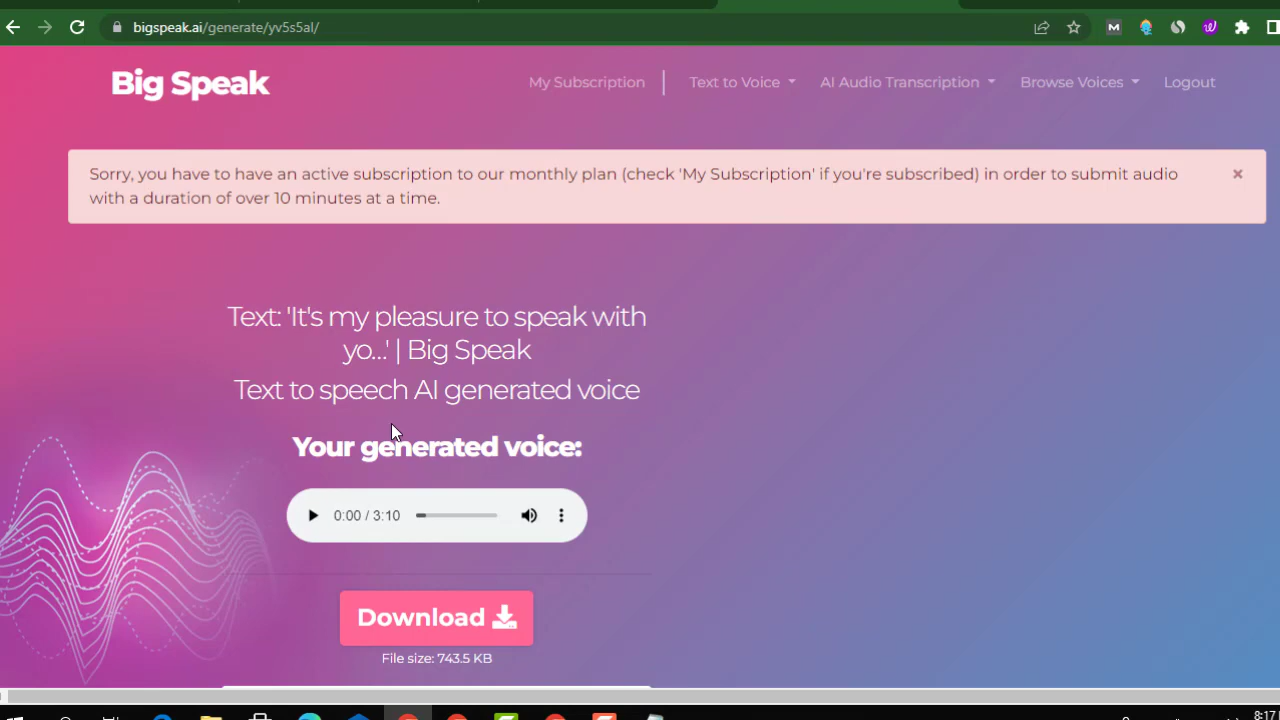 bigspeak.ai/generate/yv5s5al/
Big Speak
My Subscription
Text to Voice
AI Audio Transcription
Browse Voices
Logout
Sorry, you have to have an active subscription to our monthly plan (check 'My Subscription' if you're subscribed) in order to submit audio
with a duration of over 10 minutes at a time.
×
Text: 'It's my pleasure to speak with
yo...' | Big Speak
Text to speech AI generated voice
Your generated voice:
0:00 / 3:10
Download
File size: 743.5 KB
8:17